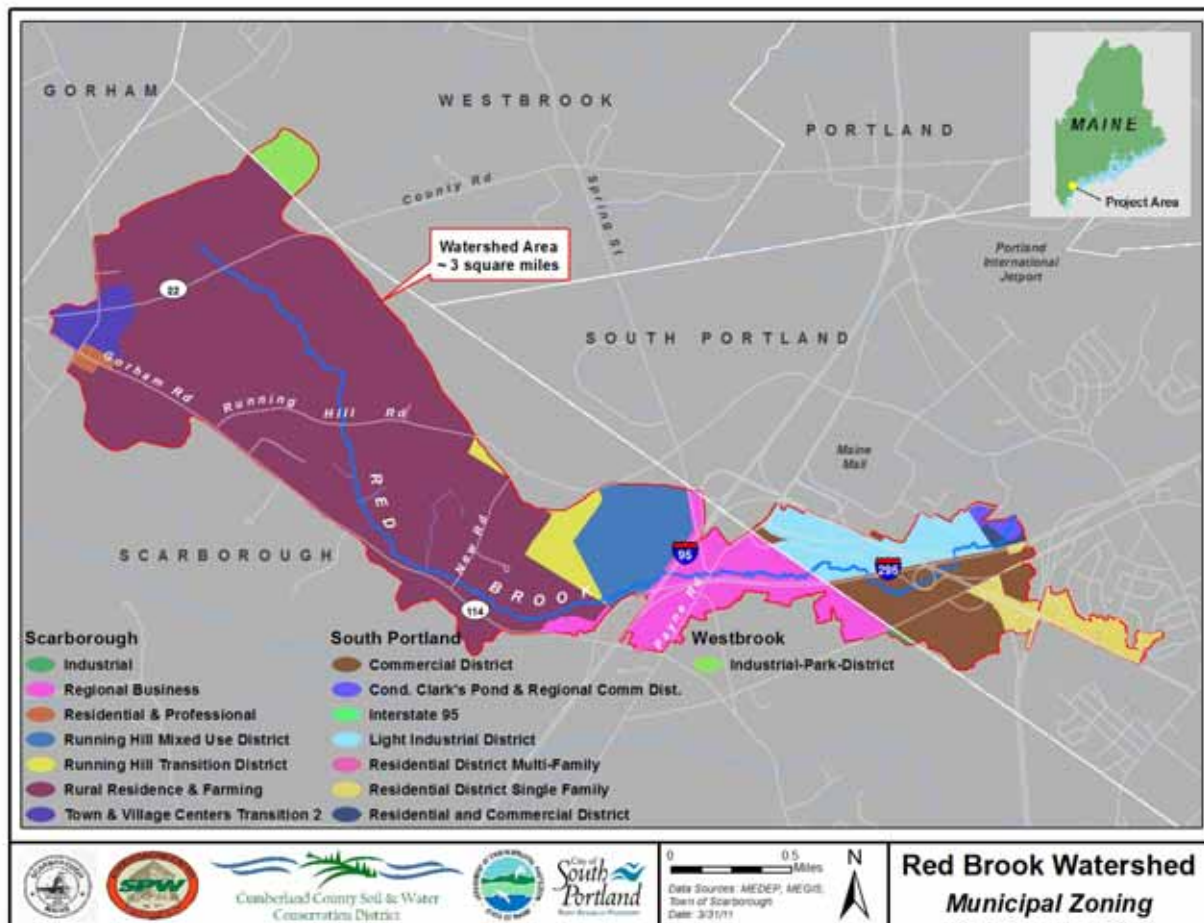 GORHAM
WESTBROOK
PORTLAND
MAINE
Project Area
County Rd
Spring St
Watershed Area
~ 3 square miles
Portland
International
Jetport
22
SOUTH PORTLAND
Gorham Rd
Running Hill Rd
Maine
Mall
RED
New Rd
BROOK
SCARBOROUGH
95
295
114
Payne Rd
Scarborough
Industrial
Regional Business
Residential & Professional
Running Hill Mixed Use District
Running Hill Transition District
Rural Residence & Farming
Town & Village Centers Transition 2
South Portland
Commercial District
Cond. Clark's Pond & Regional Comm Dist.
Interstate 95
Light Industrial District
Residential District Multi-Family
Residential District Single Family
Residential and Commercial District
Westbrook
Industrial-Park-District
SCARBOROUGH
MAINE
SPW
Cumberland County Soil & Water
Conservation District
City of
South
Portland
0 0.5
Miles
Data Sources: MEDEP, MEGIS,
Town of Scarborough
Date: 3/31/11
N
Red Brook Watershed
Municipal Zoning